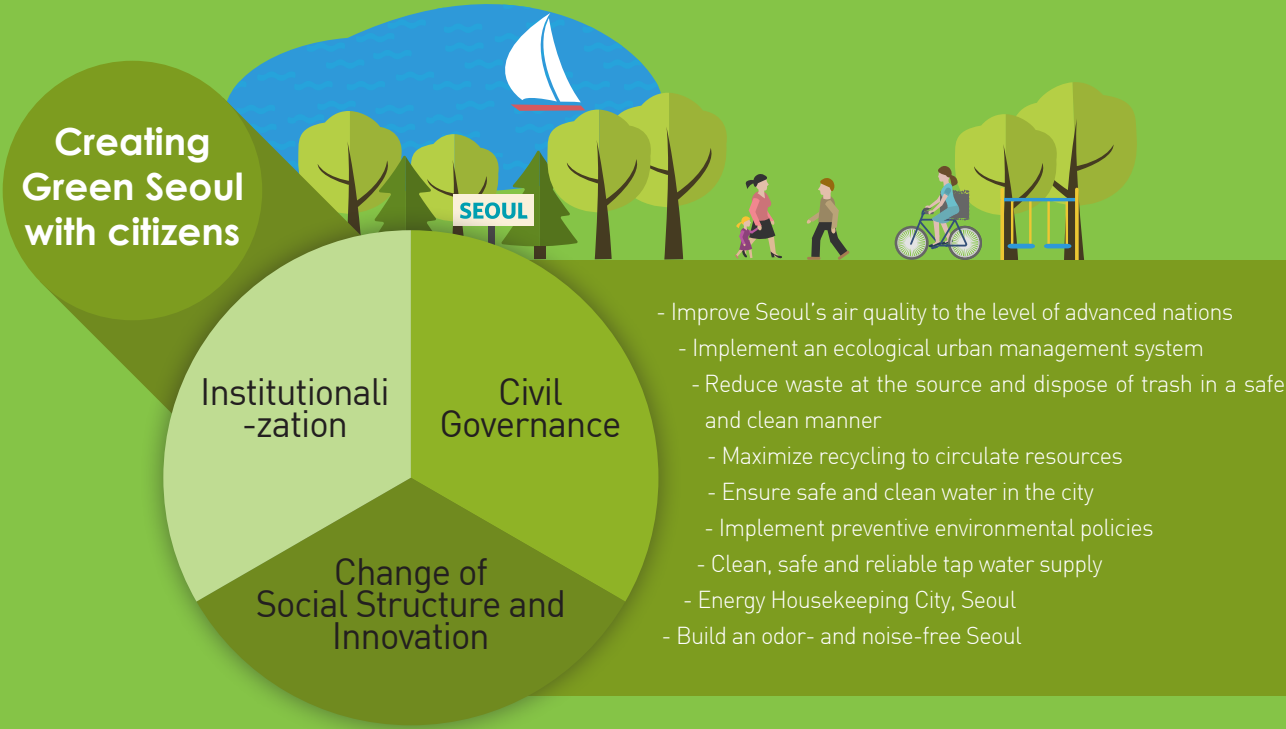 Creating
Green Seoul
with citizens
SEOUL
Institutionali
-zation
Civil
Governance
Change of
Social Structure and
Innovation
- Improve Seoul's air quality to the level of advanced nations
- Implement an ecological urban management system
- Reduce waste at the source and dispose of trash in a safe
and clean manner
- Maximize recycling to circulate resources
- Ensure safe and clean water in the city
- Implement preventive environmental policies
- Clean, safe and reliable tap water supply
- Energy Housekeeping City, Seoul
- Build an odor- and noise-free Seoul